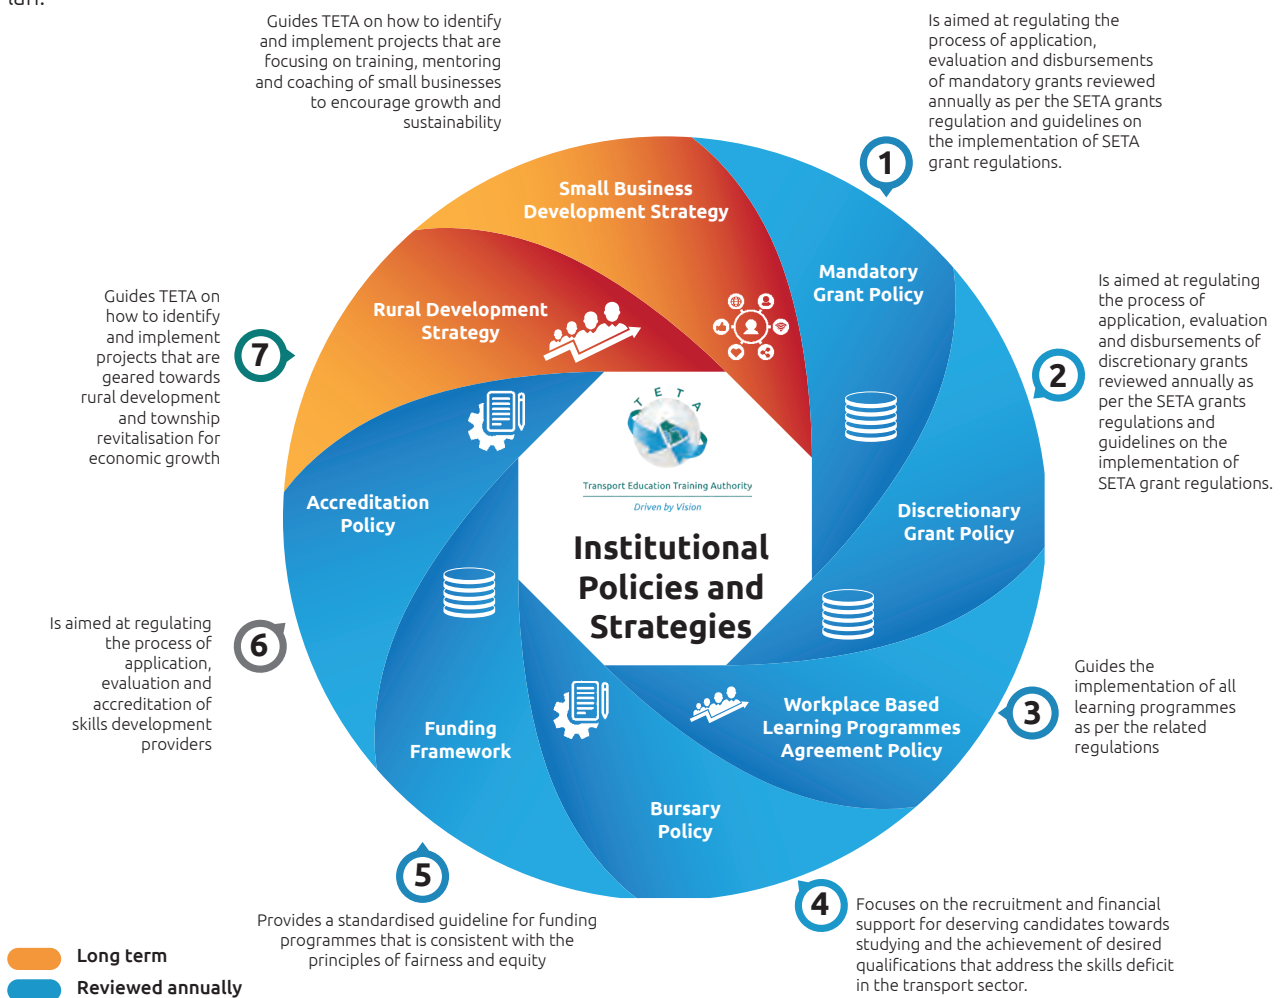 Guides TETA on how to identify
and implement projects that are
focusing on training, mentoring
and coaching of small businesses
to encourage growth and
sustainability
Is aimed at regulating the
process of application,
evaluation and disbursements
of mandatory grants reviewed
annually as per the SETA grants
regulation and guidelines on
the implementation of SETA
grant regulations.
1
Small Business
Development Strategy
Mandatory
Grant Policy
Is aimed at regulating
the process of
application, evaluation
and disbursements of
discretionary grants
reviewed annually as
per the SETA grants
regulations and
guidelines on the
implementation of
SETA grant regulations.
2
Guides TETA on
how to identify
and implement
projects that are
geared towards
rural development
and township
revitalisation for
economic growth
7
Rural Development
Strategy
TETA
Transport Education Training Authority
Driven by Vision
Institutional
Policies and
Strategies
Accreditation
Policy
Discretionary
Grant Policy
Is aimed at regulating
the process of
application,
evaluation and
accreditation of
skills development
providers
6
Guides the
implementation of all
learning programmes
as per the related
regulations
3
Workplace Based
Learning Programmes
Agreement Policy
Funding
Framework
Bursary
Policy
5
Provides a standardised guideline for funding
programmes that is consistent with the
principles of fairness and equity
4
Focuses on the recruitment and financial
support for deserving candidates towards
studying and the achievement of desired
qualifications that address the skills deficit
in the transport sector.
Long term
Reviewed annually